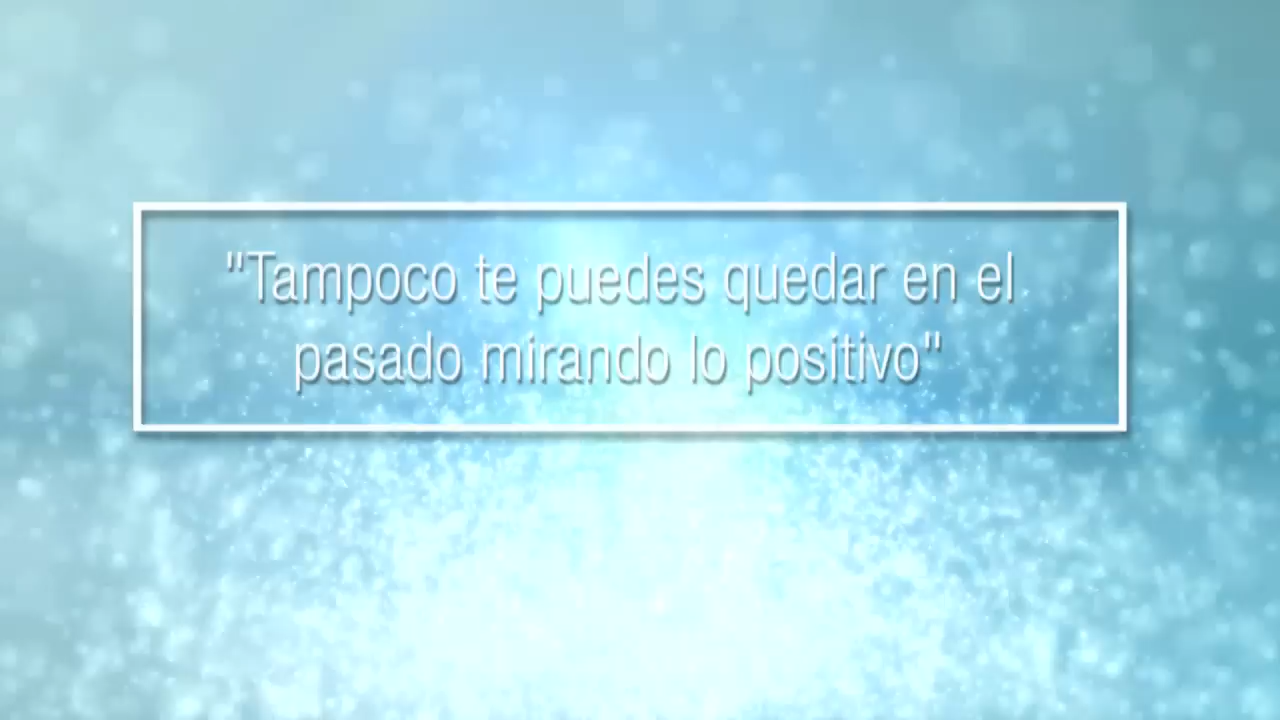 "Tampoco te puedes quedar en el
pasado mirando lo positivo"